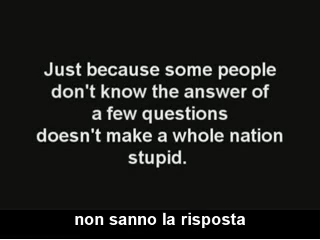 Just because some people
don't know the answer of
a few questions
doesn't make a whole nation
stupid.
non sanno la risposta